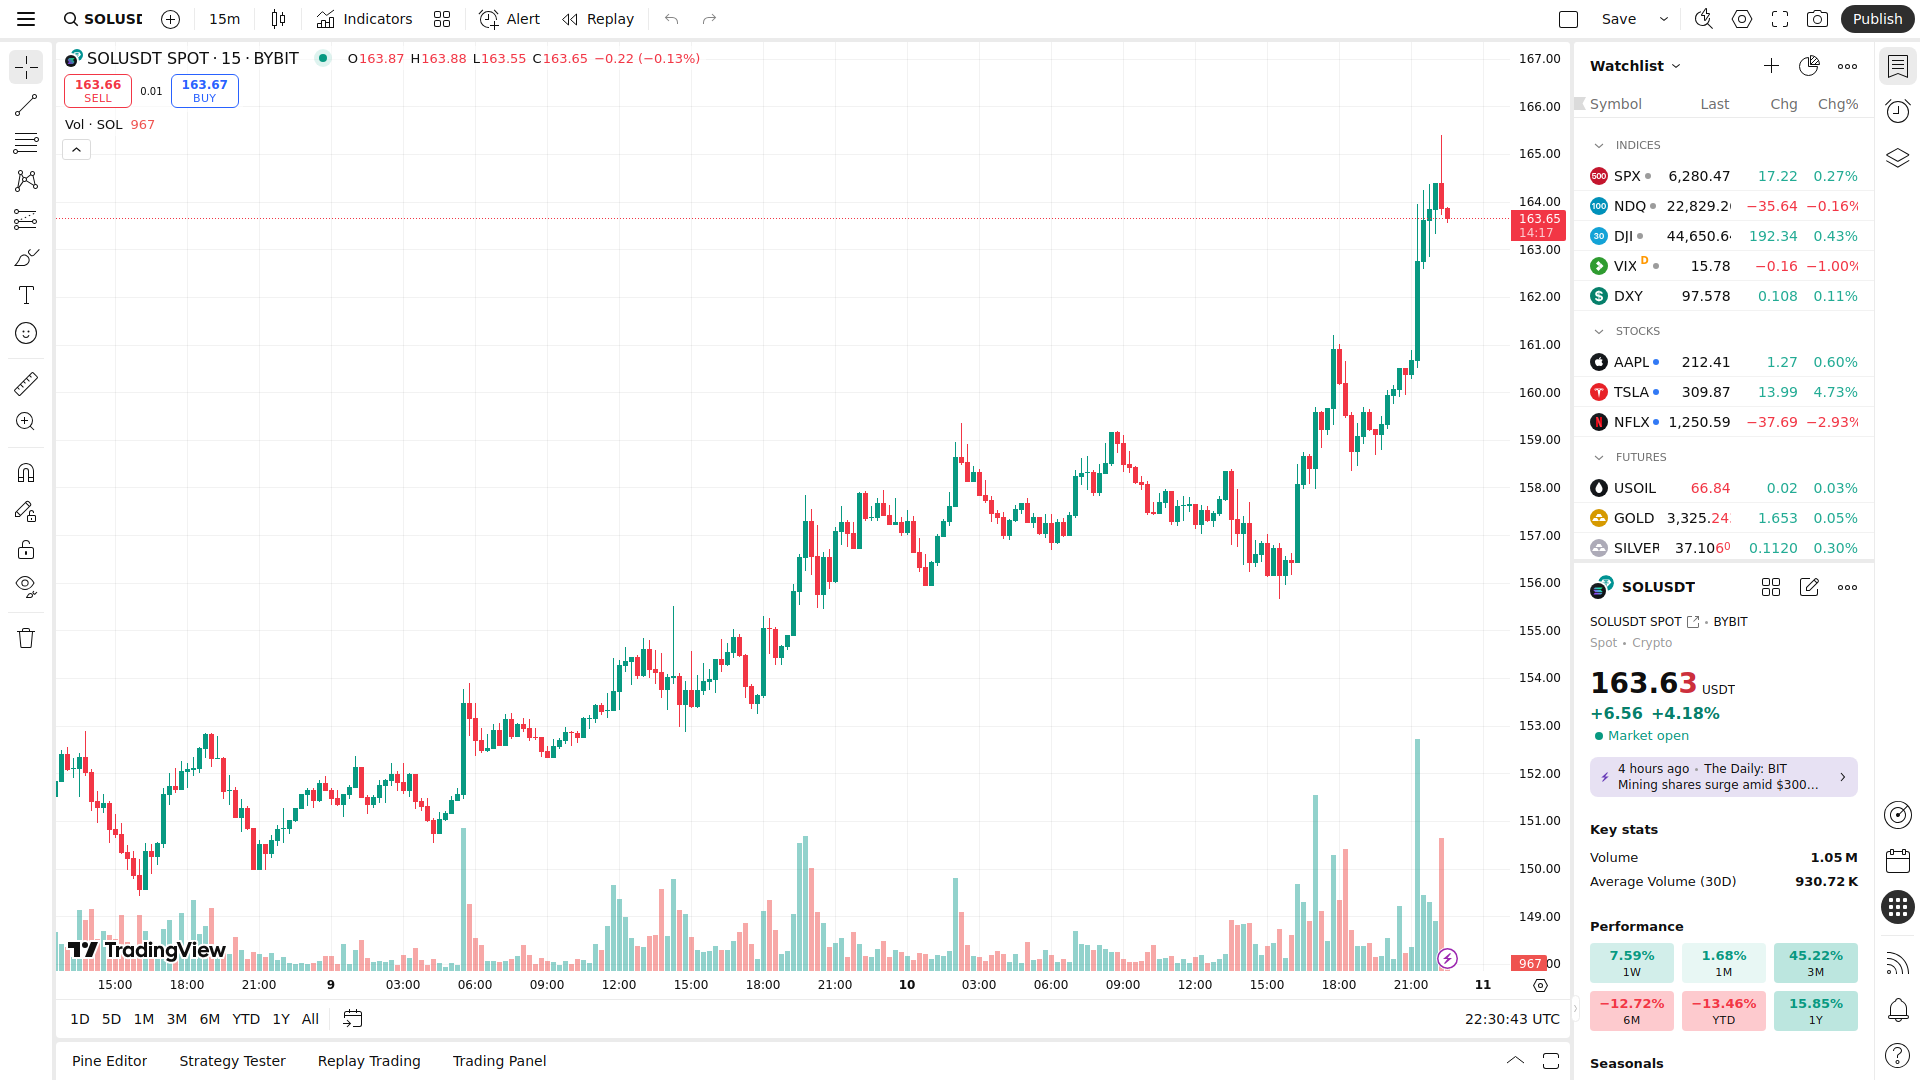 SOLUSD
15m
Indicators
Alert
Replay
Save
Publish
SOLUSDT SPOT · 15 · BYBIT
O163.87 H163.88 L163.55 C163.65 −0.22 (−0.13%)
163.66
SELL
0.01
163.67
BUY
Vol · SOL 967
167.00
166.00
165.00
164.00
163.65
14:17
163.00
162.00
161.00
160.00
159.00
158.00
157.00
156.00
155.00
154.00
153.00
152.00
151.00
150.00
149.00
967
00
TradingView
15:00 18:00 21:00 9 03:00 06:00 09:00 12:00 15:00 18:00 21:00 10 03:00 06:00 09:00 12:00 15:00 18:00 21:00 11
1D 5D 1M 3M 6M YTD 1Y All
22:30:43 UTC
Pine Editor Strategy Tester Replay Trading Trading Panel
Watchlist
Symbol Last Chg Chg%
INDICES
500 SPX 6,280.47 17.22 0.27%
100 NDQ 22,829.2 −35.64 −0.16%
30 DJI 44,650.6 192.34 0.43%
VIX D 15.78 −0.16 −1.00%
$ DXY 97.578 0.108 0.11%
STOCKS
AAPL 212.41 1.27 0.60%
TSLA 309.87 13.99 4.73%
N NFLX 1,250.59 −37.69 −2.93%
FUTURES
USOIL 66.84 0.02 0.03%
GOLD 3,325.24 1.653 0.05%
SILVER 37.1060 0.1120 0.30%
SOLUSDT
SOLUSDT SPOT • BYBIT
Spot • Crypto
163.63 USDT
+6.56 +4.18%
Market open
4 hours ago • The Daily: BIT
Mining shares surge amid $300...
Key stats
Volume 1.05 M
Average Volume (30D) 930.72 K
Performance
7.59% 1.68% 45.22%
1W 1M 3M
−12.72% −13.46% 15.85%
6M YTD 1Y
Seasonals